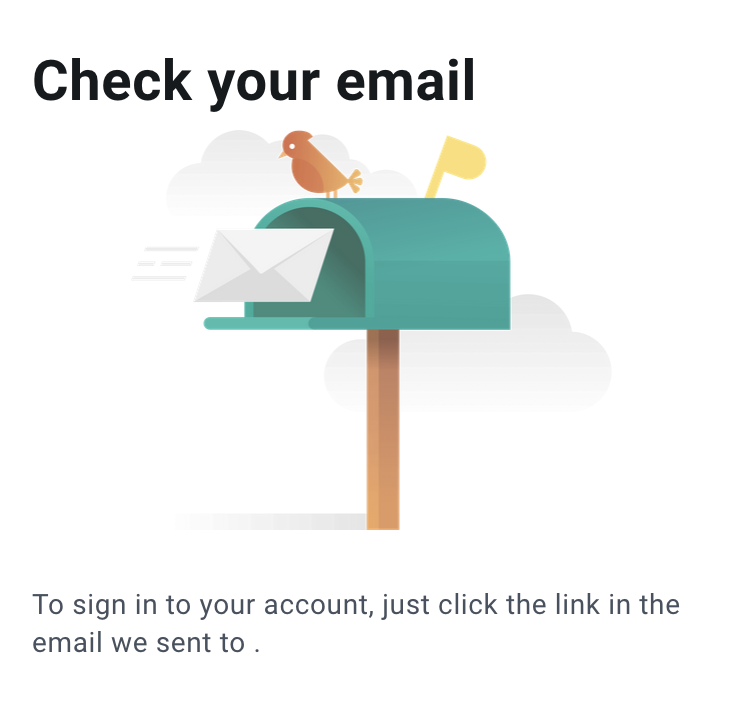 Check your email
To sign in to your account, just click the link in the
email we sent to .